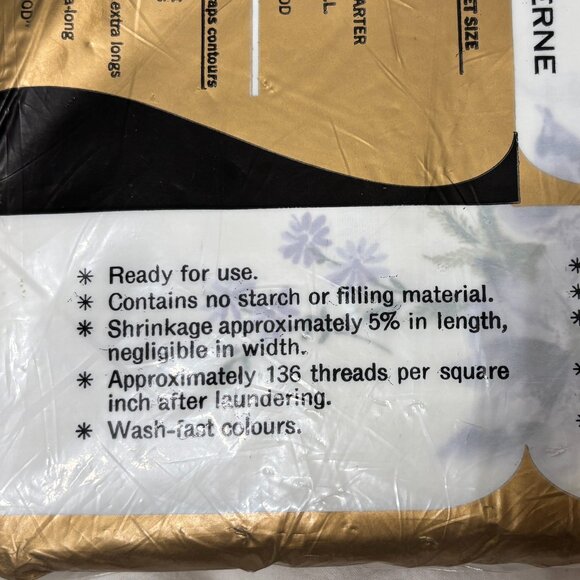 ERNE
ET SIZE
ARTER
L.
OD
aps contours
extra longs
a-long
OD"
* Ready for use.
* Contains no starch or filling material.
* Shrinkage approximately 5% in length,
negligible in width.
* Approximately 136 threads per square
inch after laundering.
* Wash-fast colours.